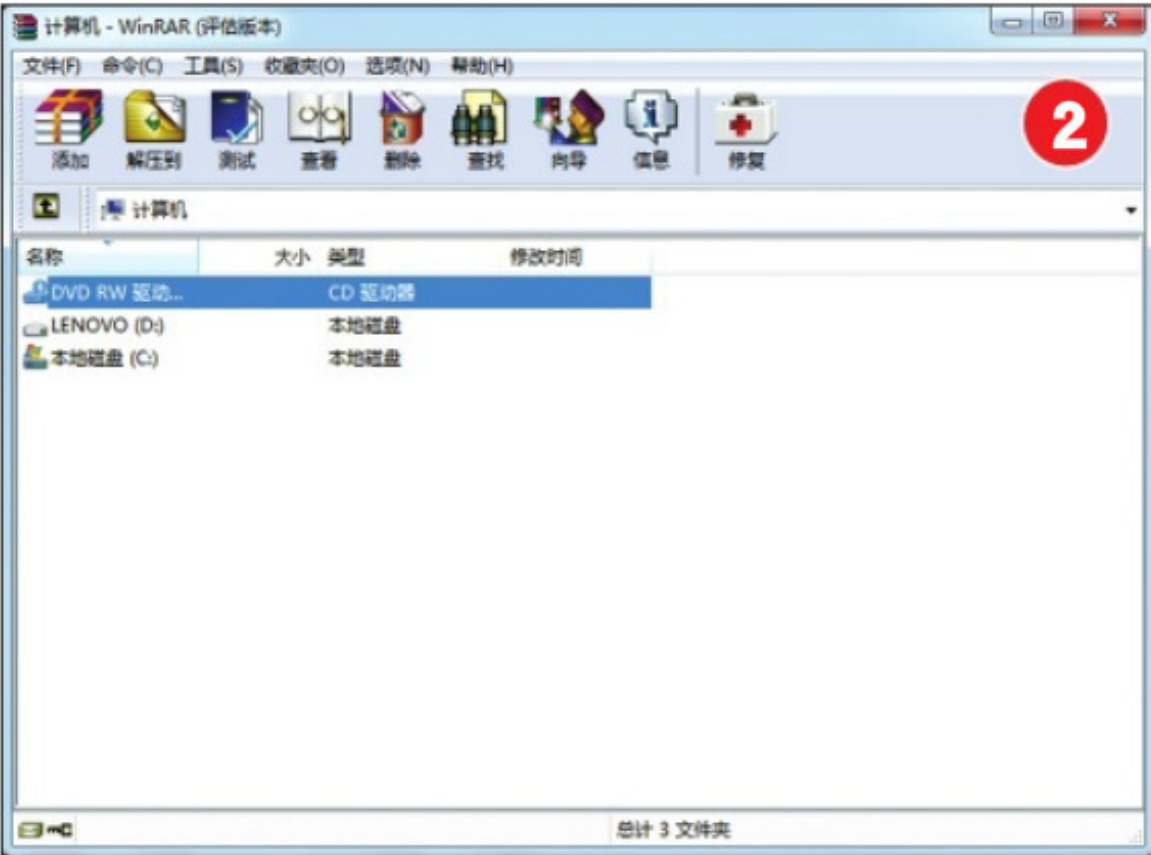 计算机 - WinRAR (评估版本)
文件(F) 命令(C) 工具(S) 收藏夹(O) 选项(N) 帮助(H)
添加 解压到 测试 查看 删除 查找 向导 信息 修复
2
计算机
名称 大小 类型 修改时间
DVD RW 驱动... CD 驱动器
LENOVO (D:) 本地磁盘
本地磁盘 (C:) 本地磁盘
总计 3 文件夹